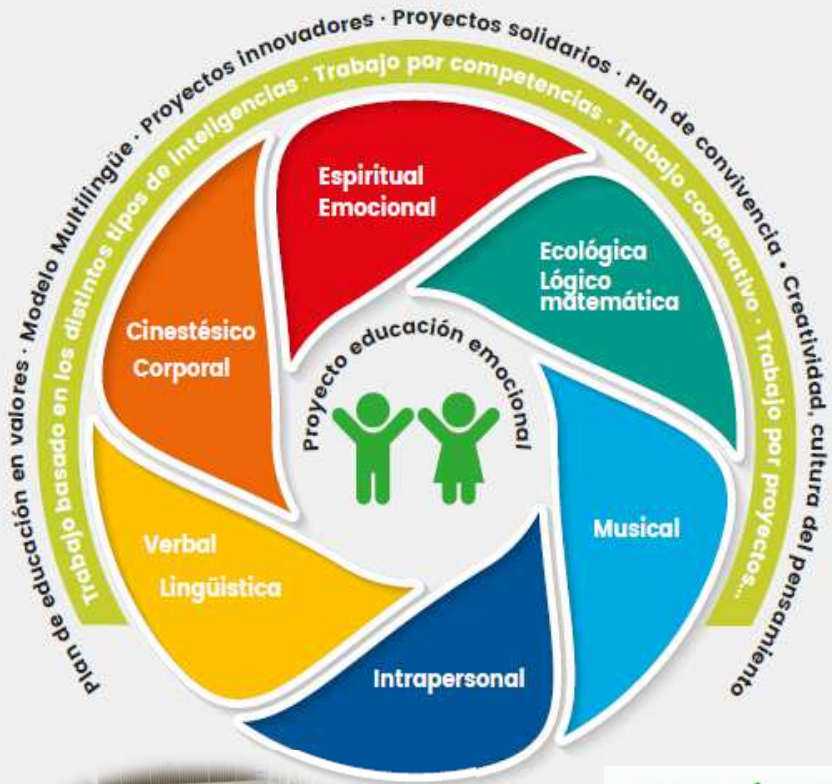 Plan de educación en valores · Modelo Multilingüe · Proyectos innovadores · Proyectos solidarios · Plan de convivencia • Creatividad, cultura del pensamiento
Trabajo basado en los distintos tipos de inteligencias · Trabajo por competencias · Trabajo cooperativo · Trabajo por proyectos...
Espiritual
Emocional
Ecológica
Lógico
matemática
Cinestésico
Corporal
Proyecto educación emocional
Musical
Verbal
Lingüistica
Intrapersonal